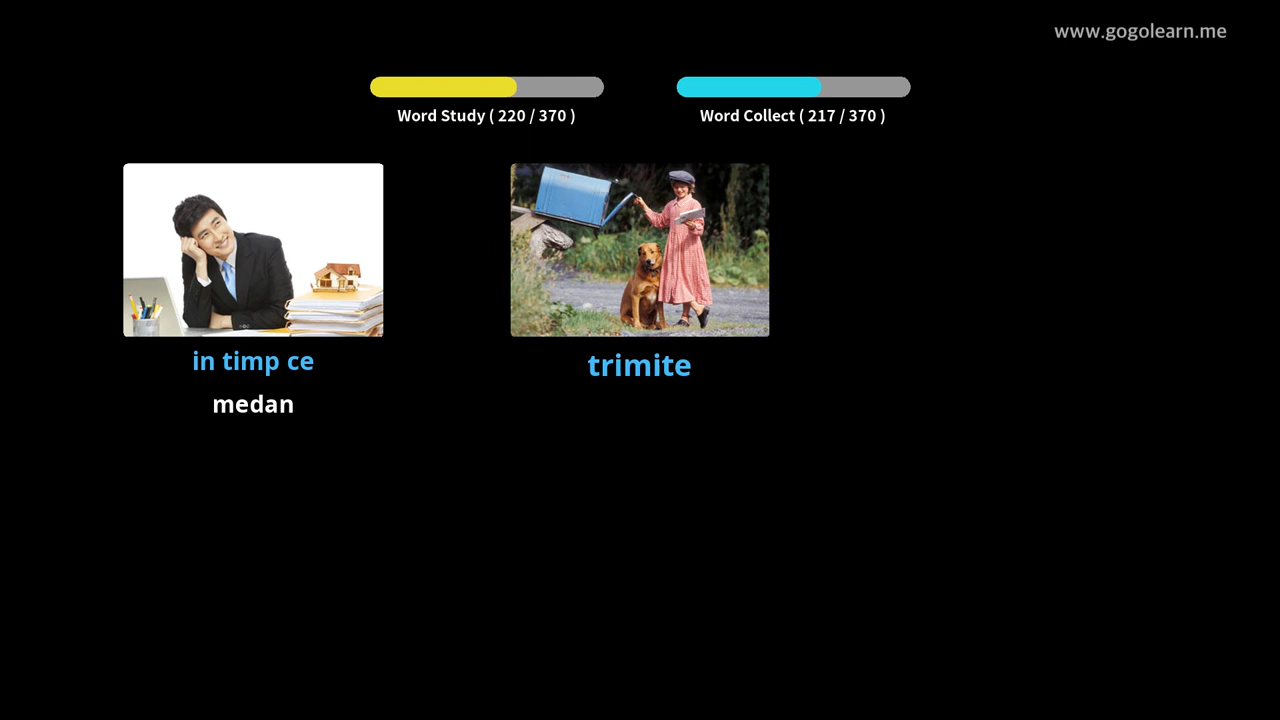 www.gogolearn.me
Word Study ( 220 / 370 )
Word Collect ( 217 / 370 )
in timp ce
medan
trimite